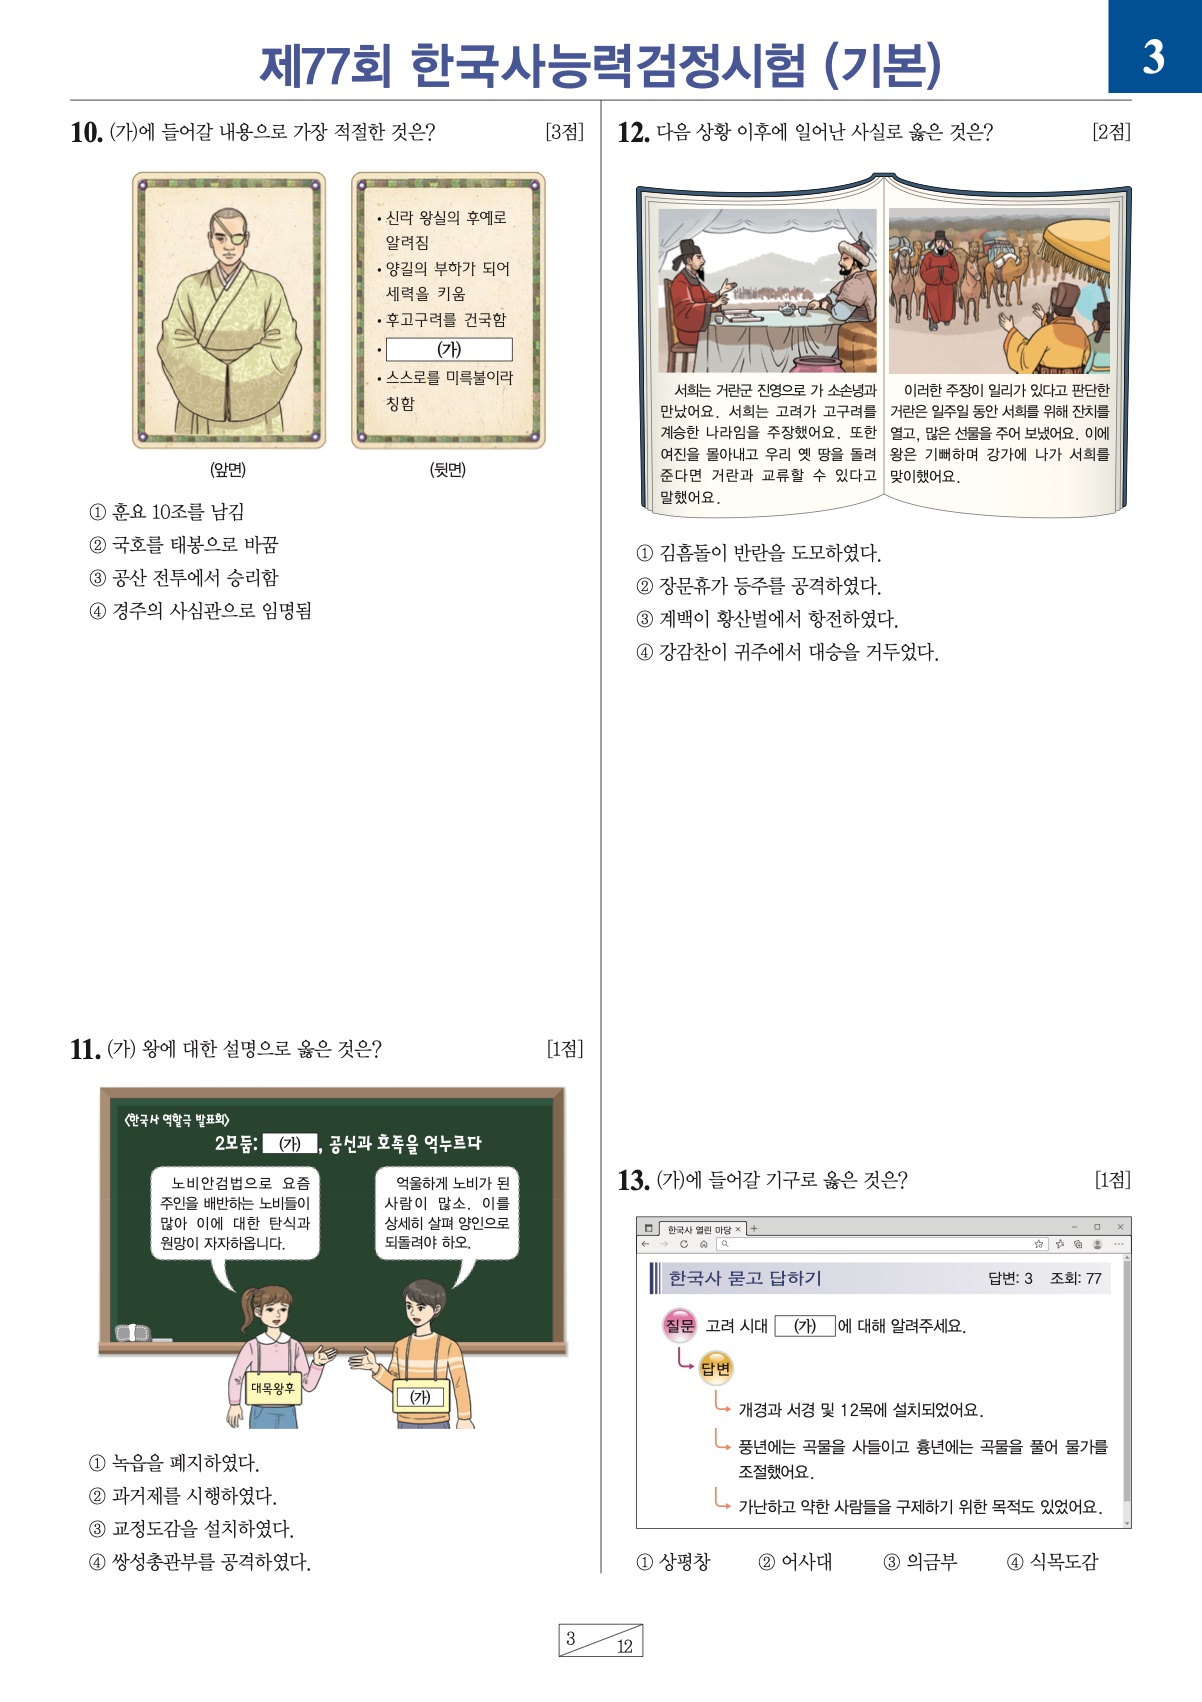 제77회 한국사능력검정시험 (기본)
3
10. (가)에 들어갈 내용으로 가장 적절한 것은? [3점]
• 신라 왕실의 후예로
알려짐
• 양길의 부하가 되어
세력을 키움
• 후고구려를 건국함
• (가)
• 스스로를 미륵불이라
칭함
(앞면)
(뒷면)
① 훈요 10조를 남김
② 국호를 태봉으로 바꿈
③ 공산 전투에서 승리함
④ 경주의 사심관으로 임명됨
11. (가) 왕에 대한 설명으로 옳은 것은? [1점]
〈한국사 역할극 발표회〉
2모둠: (가), 공신과 호족을 억누르다
노비안검법으로 요즘
주인을 배반하는 노비들이
많아 이에 대한 탄식과
원망이 자자하옵니다.
억울하게 노비가 된
사람이 많소. 이를
상세히 살펴 양인으로
되돌려야 하오.
대목왕후
(가)
① 녹읍을 폐지하였다.
② 과거제를 시행하였다.
③ 교정도감을 설치하였다.
④ 쌍성총관부를 공격하였다.
12. 다음 상황 이후에 일어난 사실로 옳은 것은? [2점]
서희는 거란군 진영으로 가 소손녕과
만났어요. 서희는 고려가 고구려를
계승한 나라임을 주장했어요. 또한
여진을 몰아내고 우리 옛 땅을 돌려
준다면 거란과 교류할 수 있다고
말했어요.
이러한 주장이 일리가 있다고 판단한
거란은 일주일 동안 서희를 위해 잔치를
열고, 많은 선물을 주어 보냈어요. 이에
왕은 기뻐하며 강가에 나가 서희를
맞이했어요.
① 김흠돌이 반란을 도모하였다.
② 장문휴가 등주를 공격하였다.
③ 계백이 황산벌에서 항전하였다.
④ 강감찬이 귀주에서 대승을 거두었다.
13. (가)에 들어갈 기구로 옳은 것은? [1점]
한국사 열린 마당
한국사 묻고 답하기 답변: 3 조회: 77
질문 고려 시대 (가) 에 대해 알려주세요.
답변
개경과 서경 및 12목에 설치되었어요.
풍년에는 곡물을 사들이고 흉년에는 곡물을 풀어 물가를
조절했어요.
가난하고 약한 사람들을 구제하기 위한 목적도 있었어요.
① 상평창 ② 어사대 ③ 의금부 ④ 식목도감
3
12